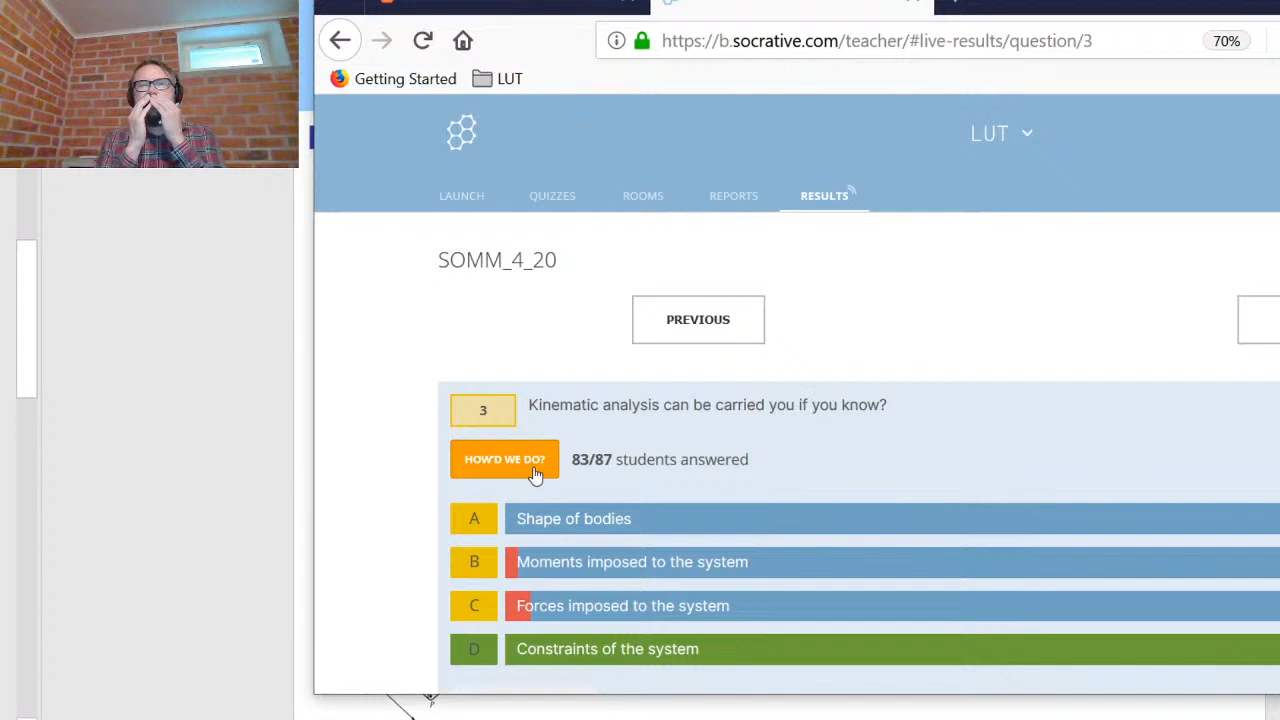 https://b.socrative.com/teacher/#live-results/question/3
70%
Getting Started
LUT
LUT
LAUNCH
QUIZZES
ROOMS
REPORTS
RESULTS
SOMM_4_20
PREVIOUS
3
Kinematic analysis can be carried you if you know?
HOW'D WE DO?
83/87 students answered
A
Shape of bodies
B
Moments imposed to the system
C
Forces imposed to the system
D
Constraints of the system
P